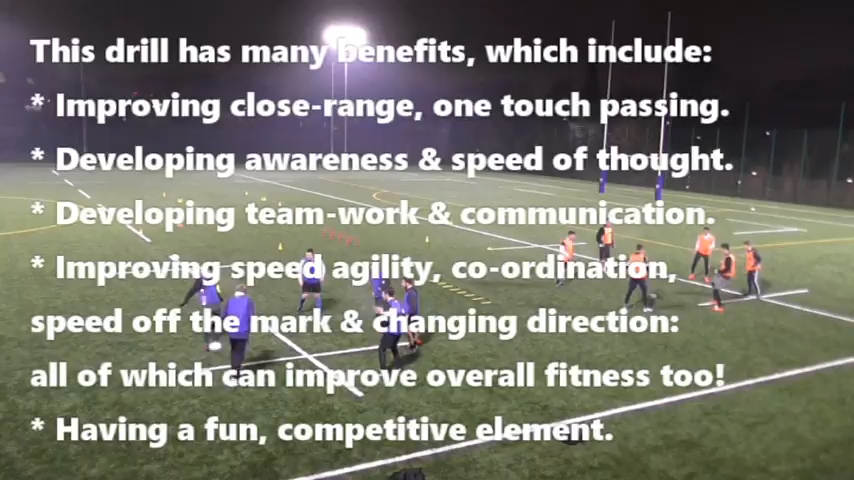 This drill has many benefits, which include:
* Improving close-range, one touch passing.
* Developing awareness & speed of thought.
* Developing team-work & communication.
* Improving speed agility, co-ordination,
speed off the mark & changing direction:
all of which can improve overall fitness too!
* Having a fun, competitive element.